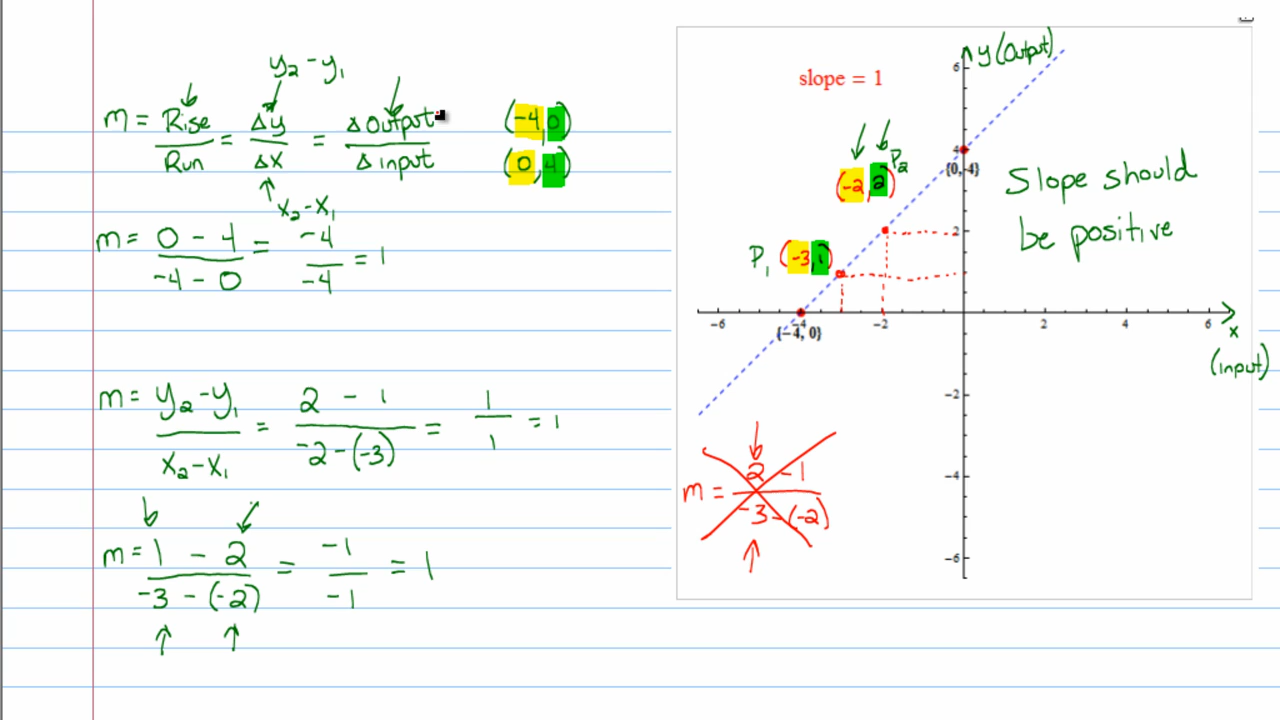 y₂ - y₁
m = Rise/Run = Δy/Δx = ΔOutput/Δ input
x₂ - x₁
(-4, 0)
(0, 4)
m = (0 - 4)/(-4 - 0) = -4/-4 = 1
m = (y₂ - y₁)/(x₂ - x₁) = (2 - 1)/(-2 - (-3)) = 1/1 = 1
m = (1 - 2)/(-3 - (-2)) = -1/-1 = 1
slope = 1
y (Output)
6
4
{0, 4}
(-2, 2) P₂
Slope should
be positive
2
P₁ (-3, 1)
-6 -4 -2 2 4 6
{-4, 0}
x
(input)
-2
-4
-6
m = (2 - 1)/(-3 - (-2))